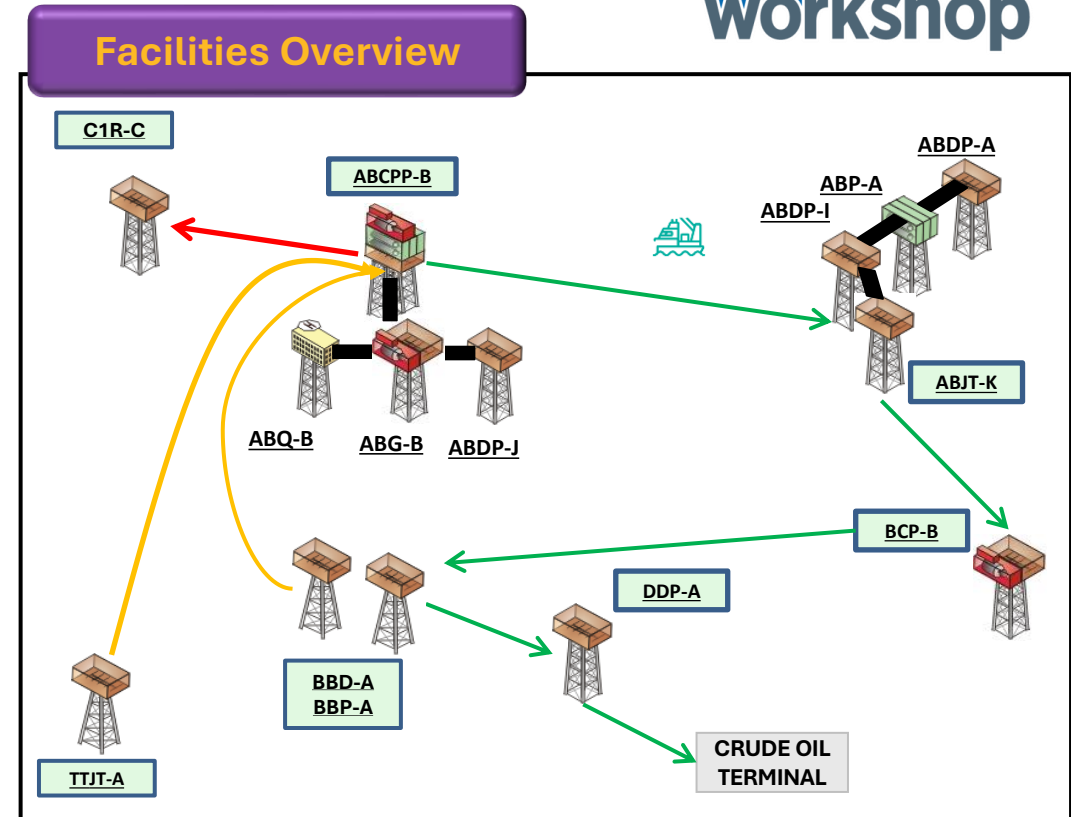 Workshop
Facilities Overview
C1R-C
ABCPP-B
ABDP-A
ABP-A
ABDP-I
ABJT-K
ABQ-B
ABG-B
ABDP-J
BCP-B
DDP-A
BBD-A
BBP-A
CRUDE OIL
TERMINAL
TTJT-A